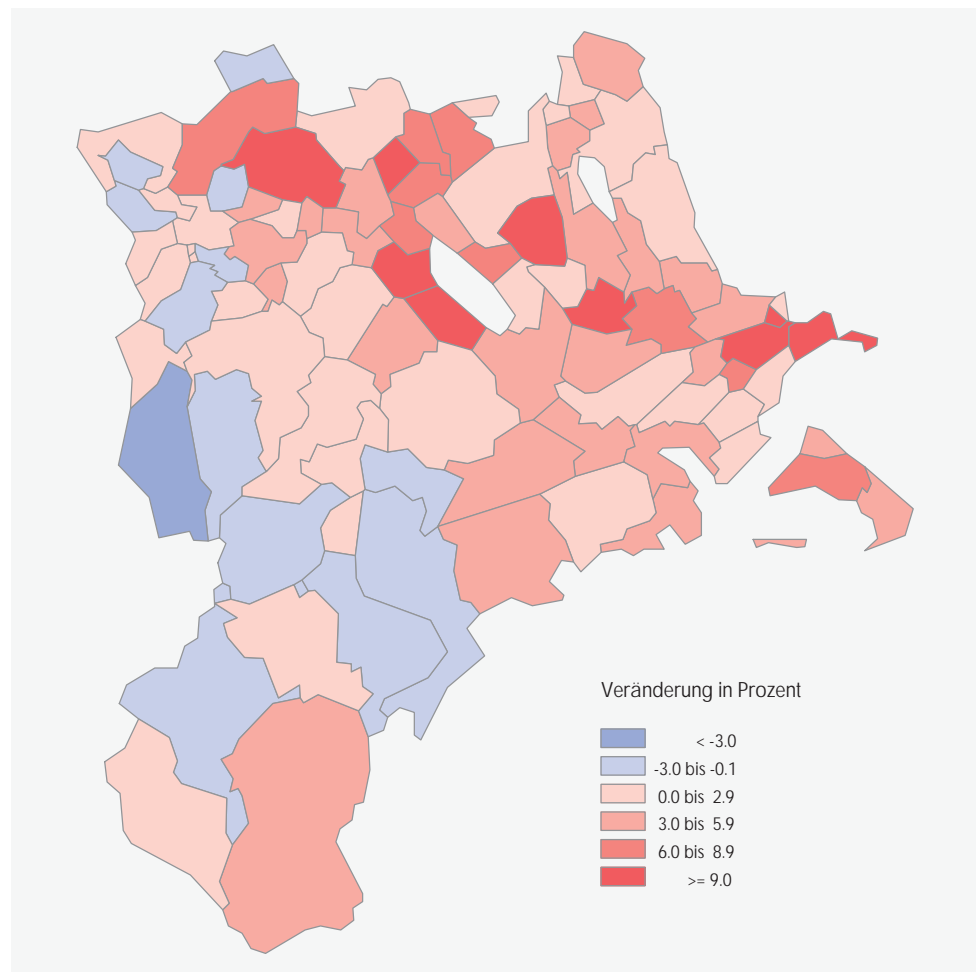 Veränderung in Prozent
< -3.0
-3.0 bis -0.1
0.0 bis 2.9
3.0 bis 5.9
6.0 bis 8.9
>= 9.0